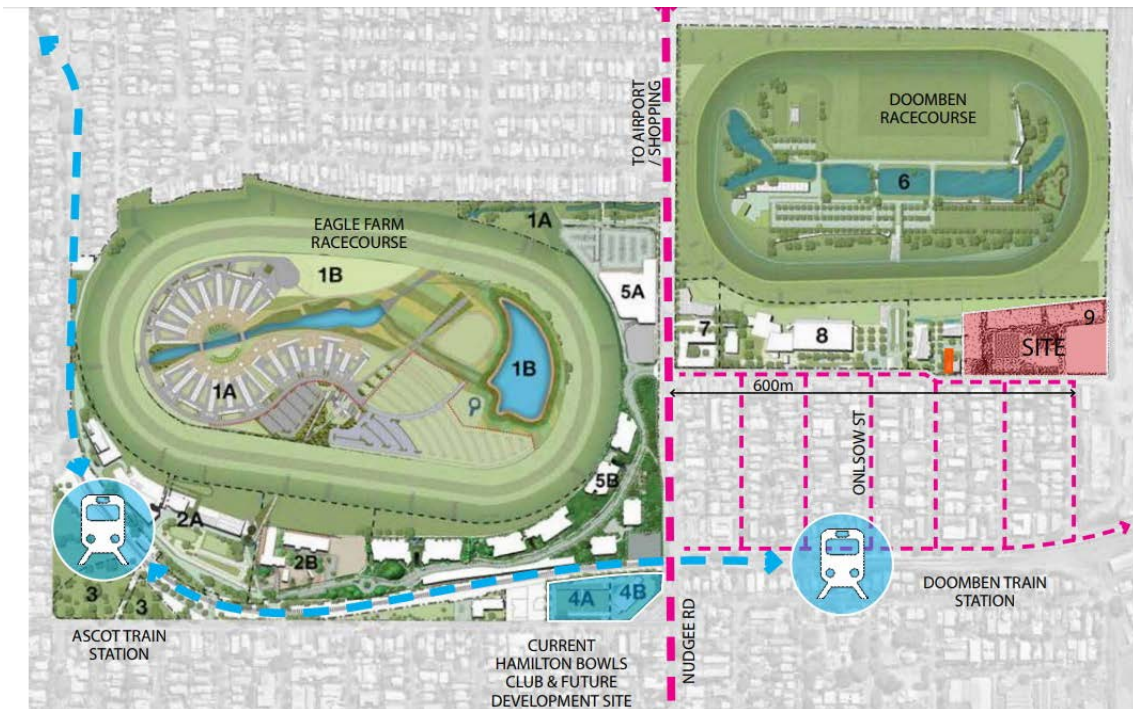 TO AIRPORT
/ SHOPPING
DOOMBEN
RACECOURSE
6
EAGLE FARM
RACECOURSE
1A
1B
5A
7
8
9
SITE
1B
1A
600m
ONLSOW ST
5B
2A
2B
3
3
4A
4B
ASCOT TRAIN
STATION
CURRENT
HAMILTON BOWLS
CLUB & FUTURE
DEVELOPMENT SITE
NUDGEE RD
DOOMBEN TRAIN
STATION